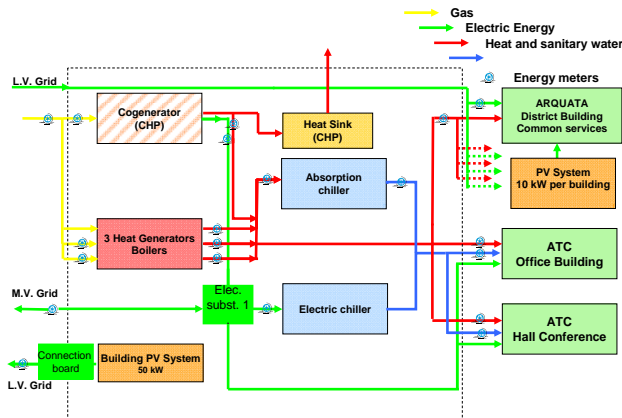 Gas
Electric Energy
Heat and sanitary water
Energy meters
L.V. Grid
Cogenerator
(CHP)
Heat Sink
(CHP)
ARQUATA
District Building
Common services
Absorption
chiller
PV System
10 kW per building
3 Heat Generators
Boilers
ATC
Office Building
M.V. Grid
Elec.
subst. 1
Electric chiller
ATC
Hall Conference
Connection
board
Building PV System
50 kW
L.V. Grid